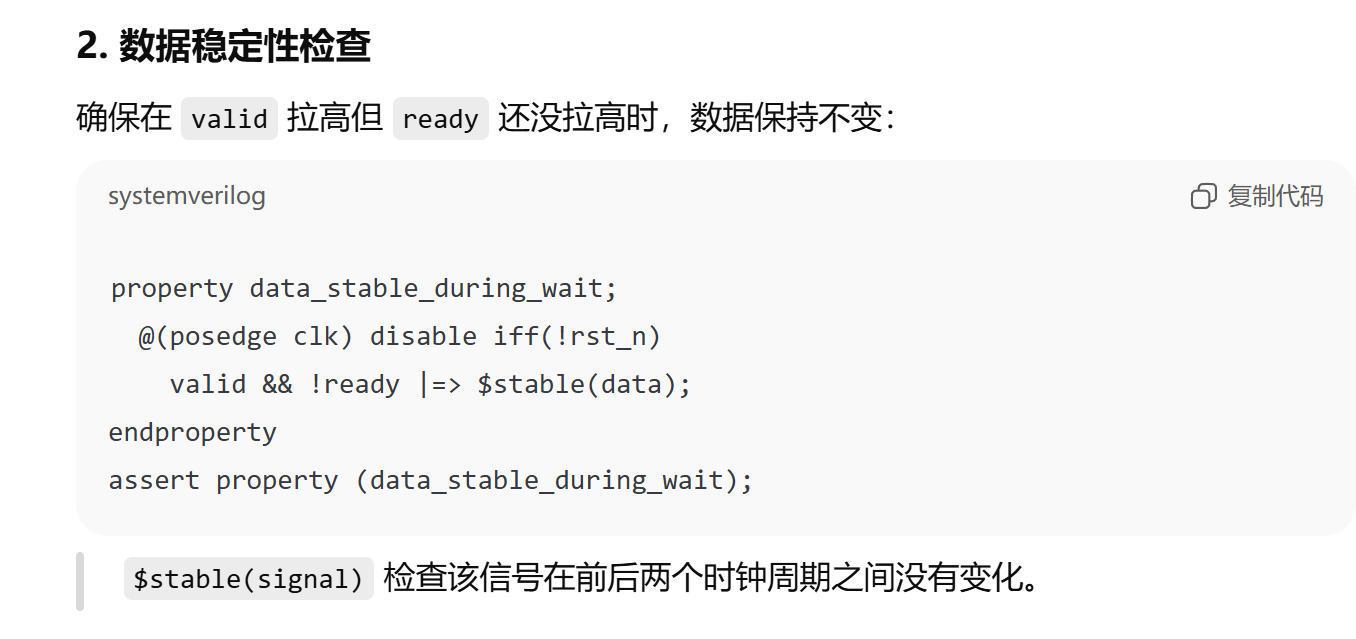 2. 数据稳定性检查
确保在 valid 拉高但 ready 还没拉高时，数据保持不变：
systemverilog
复制代码
property data_stable_during_wait;
@(posedge clk) disable iff(!rst_n)
valid && !ready |=> $stable(data);
endproperty
assert property (data_stable_during_wait);
$stable(signal) 检查该信号在前后两个时钟周期之间没有变化。